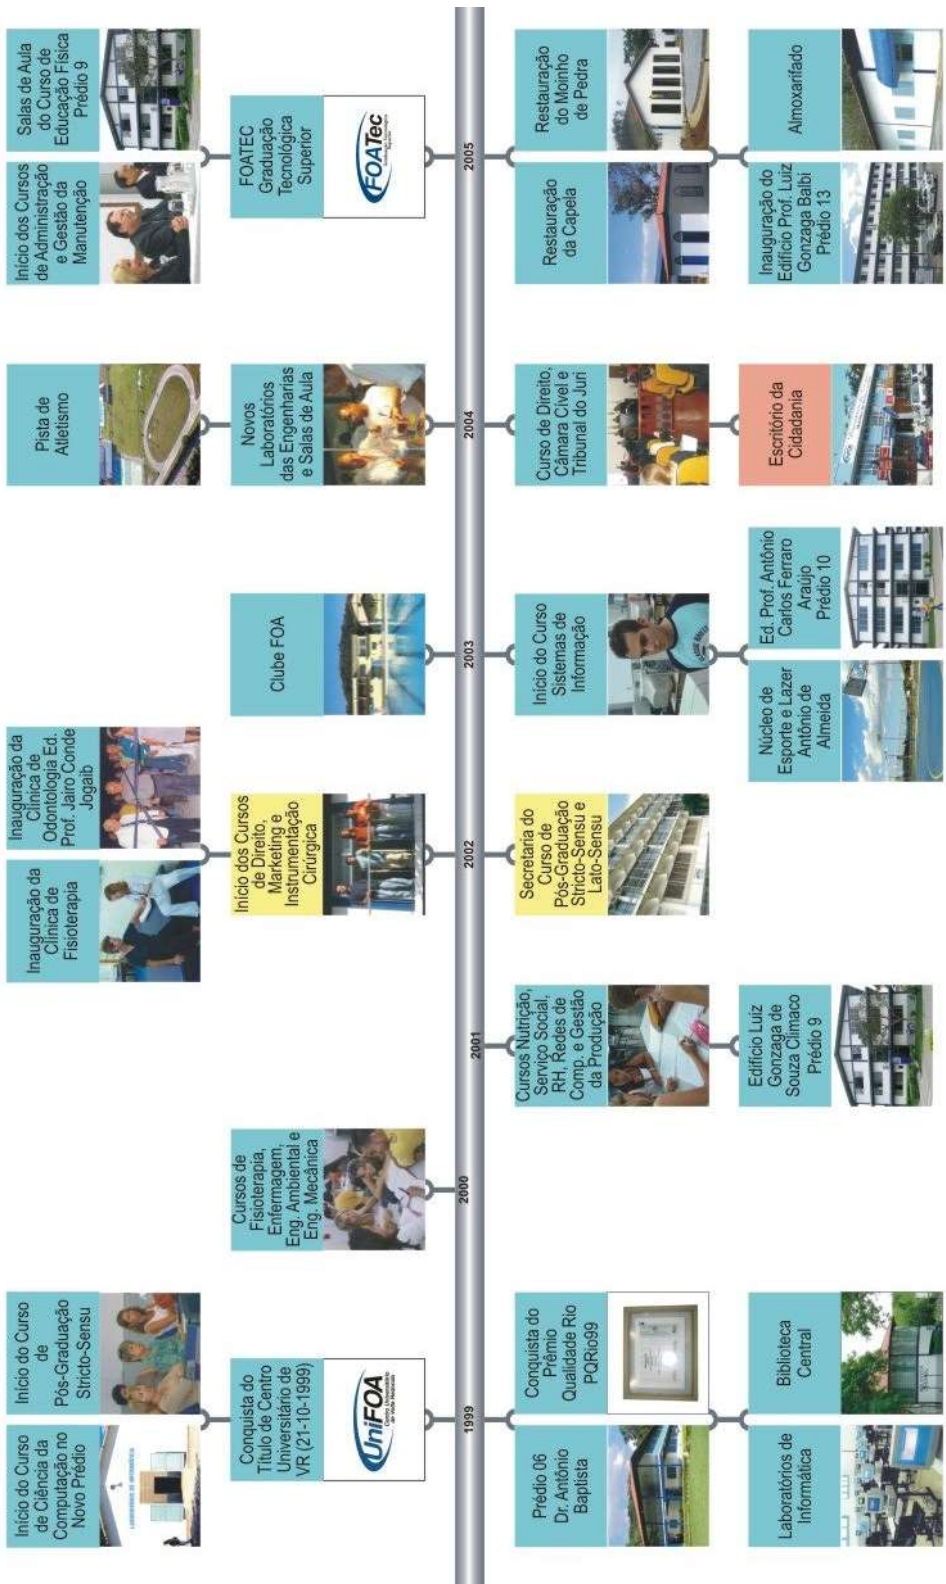 Início do Curso
de Ciência da
Computação no
Novo Prédio
Início do Curso
de
Pós-Graduação
Stricto-Sensu
Conquista do
Título de Centro
Universitário de
VR (21-10-1999)
UniFOA
Centro Universitário
de Volta Redonda
1999
Prédio 06
Dr. Antônio
Baptista
Conquista do
Prêmio
Qualidade Rio
PQRio99
Laboratórios de
Informática
Biblioteca
Central
Cursos de
Fisioterapia,
Enfermagem,
Eng. Ambiental e
Eng. Mecânica
2000
2001
Cursos Nutrição,
Serviço Social,
RH, Redes de
Comp. e Gestão
da Produção
Edifício Luiz
Gonzaga de
Souza Climaco
Prédio 9
Inauguração da
Clínica de
Fisioterapia
Inauguração da
Clínica de
Odontologia Ed.
Prof. Jairo Conde
Jogaib
Início dos Cursos
de Direito,
Marketing e
Instrumentação
Cirúrgica
2002
Secretaria do
Curso de
Pós-Graduação
Stricto-Sensu e
Lato-Sensu
Clube FOA
2003
Início do Curso
Sistemas de
Informação
Núcleo de
Esporte e Lazer
Antônio de
Almeida
Ed. Prof. Antônio
Carlos Ferraro
Araújo
Prédio 10
Pista de
Atletismo
Novos
Laboratórios
das Engenharias
e Salas de Aula
2004
Curso de Direito,
Câmara Cível e
Tribunal do Juri
Escritório da
Cidadania
Início dos Cursos
de Administração
e Gestão da
Manutenção
Salas de Aula
do Curso de
Educação Física
Prédio 9
FOATEC
Graduação
Tecnológica
Superior
FOATec
2005
Restauração
da Capela
Restauração
do Moinho
de Pedra
Inauguração do
Edifício Prof. Luiz
Gonzaga Balbi
Prédio 13
Almoxarifado